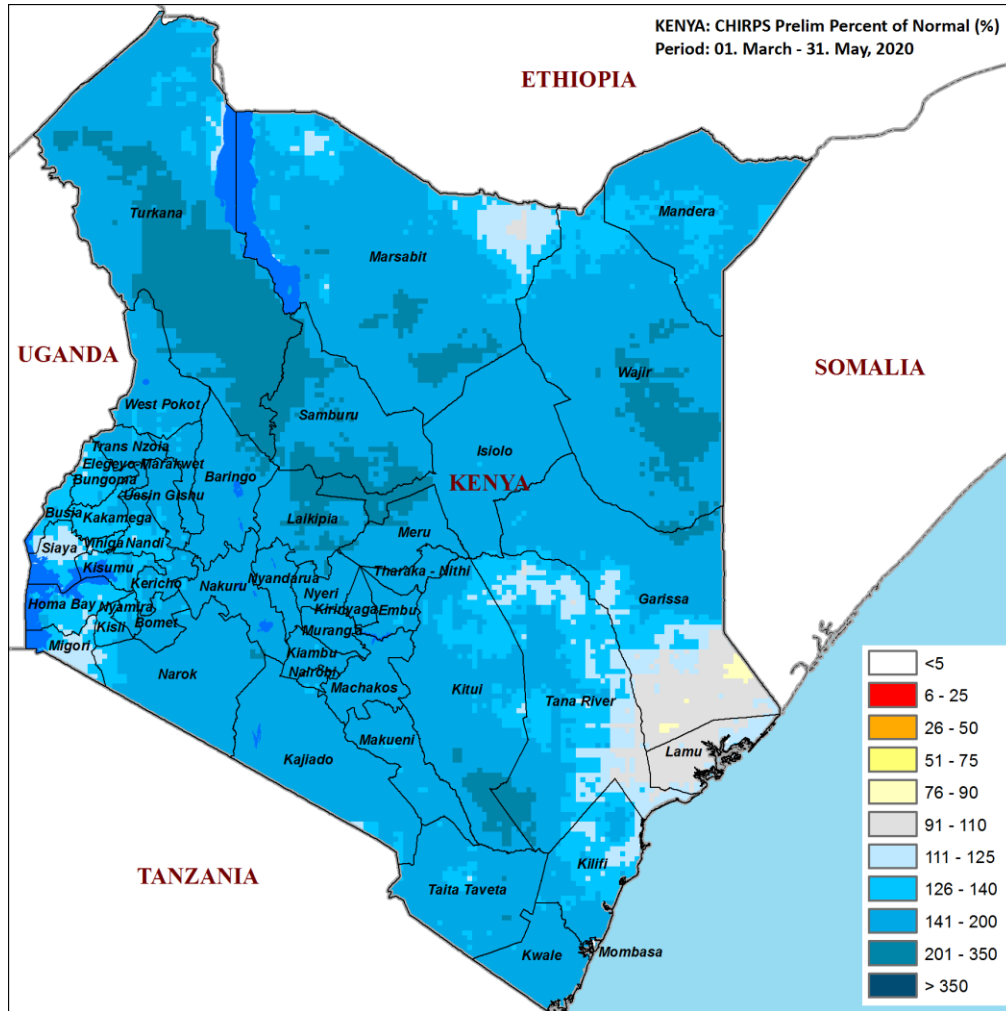 KENYA: CHIRPS Prelim Percent of Normal (%)
Period: 01. March - 31. May, 2020
ETHIOPIA
Turkana
Mandera
Marsabit
UGANDA
SOMALIA
Wajir
West Pokot
Samburu
Isiolo
Trans Nzoia
Elegeyo-Marakwet
Bungoma
Baringo
Uasin Gishu
KENYA
Busia
Kakamega
Laikipia
Meru
Siaya
Vihiga
Nandi
Kisumu
Kericho
Nakuru
Nyandarua
Tharaka - Nithi
Nyeri
Garissa
Homa Bay
Nyamira
Kirinyaga
Embu
Kisii
Bomet
Muranga
Migori
Kiambu
Narok
Nairobi
Machakos
Kitui
Tana River
Makueni
Lamu
Kajiado
Kilifi
TANZANIA
Taita Taveta
Kwale
Mombasa
<5
6 - 25
26 - 50
51 - 75
76 - 90
91 - 110
111 - 125
126 - 140
141 - 200
201 - 350
> 350